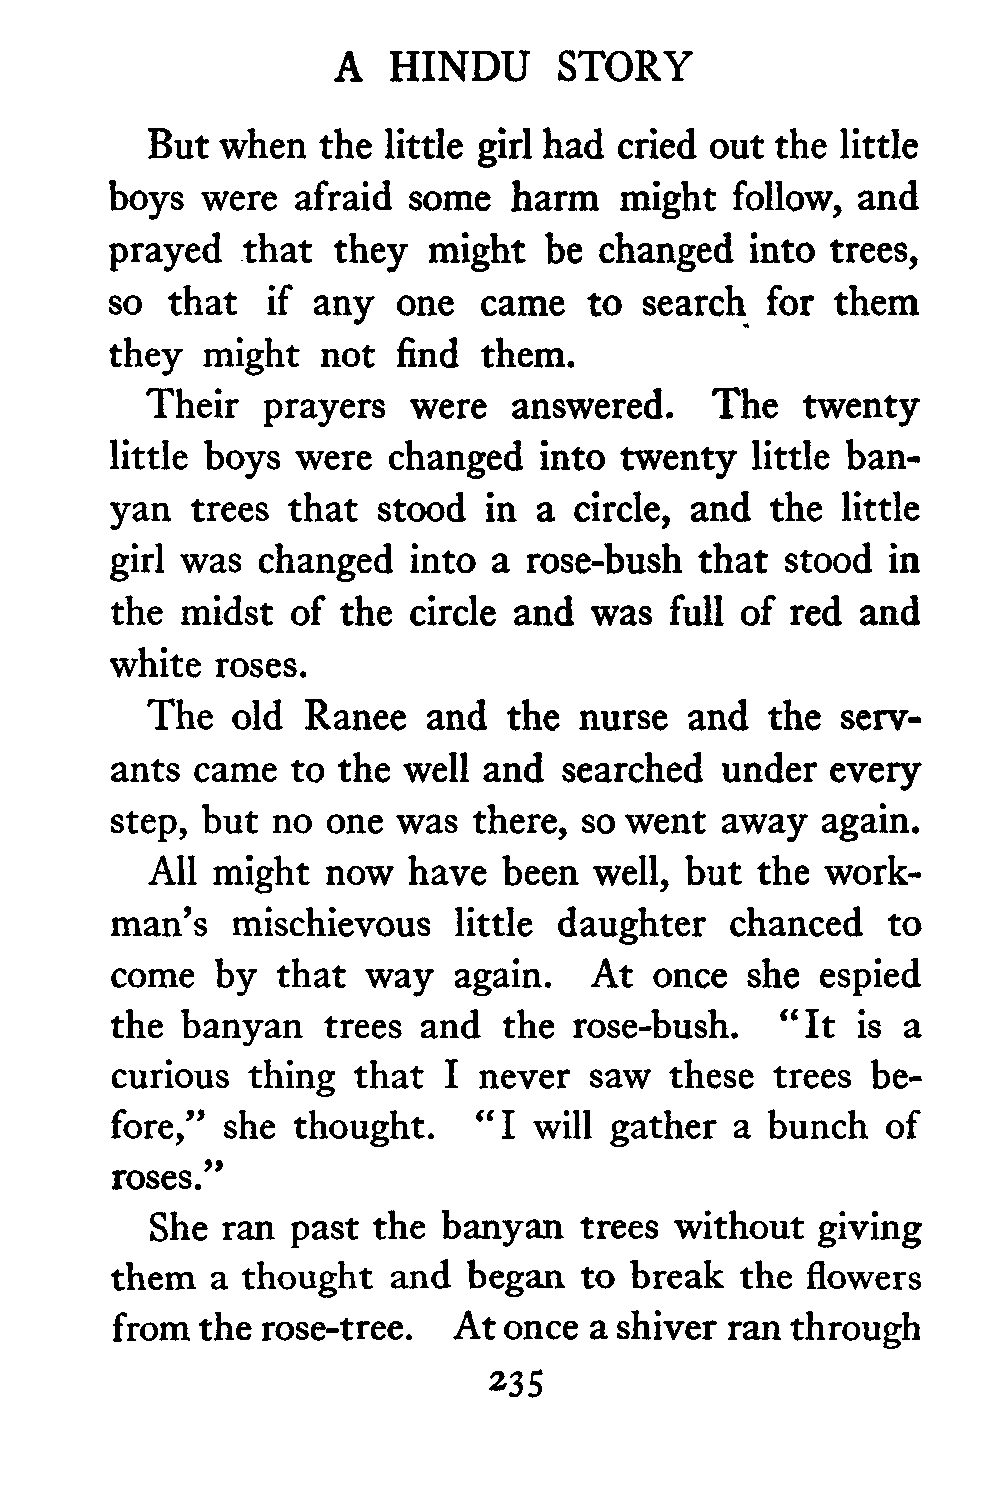 A HINDU STORY
But when the little girl had cried out the little
boys were afraid some harm might follow, and
prayed that they might be changed into trees,
so that if any one came to search for them
they might not find them.
Their prayers were answered. The twenty
little boys were changed into twenty little ban-
yan trees that stood in a circle, and the little
girl was changed into a rose-bush that stood in
the midst of the circle and was full of red and
white roses.
The old Ranee and the nurse and the serv-
ants came to the well and searched under every
step, but no one was there, so went away again.
All might now have been well, but the work-
man's mischievous little daughter chanced to
come by that way again. At once she espied
the banyan trees and the rose-bush. "It is a
curious thing that I never saw these trees be-
fore," she thought. "I will gather a bunch of
roses."
She ran past the banyan trees without giving
them a thought and began to break the flowers
from the rose-tree. At once a shiver ran through
235